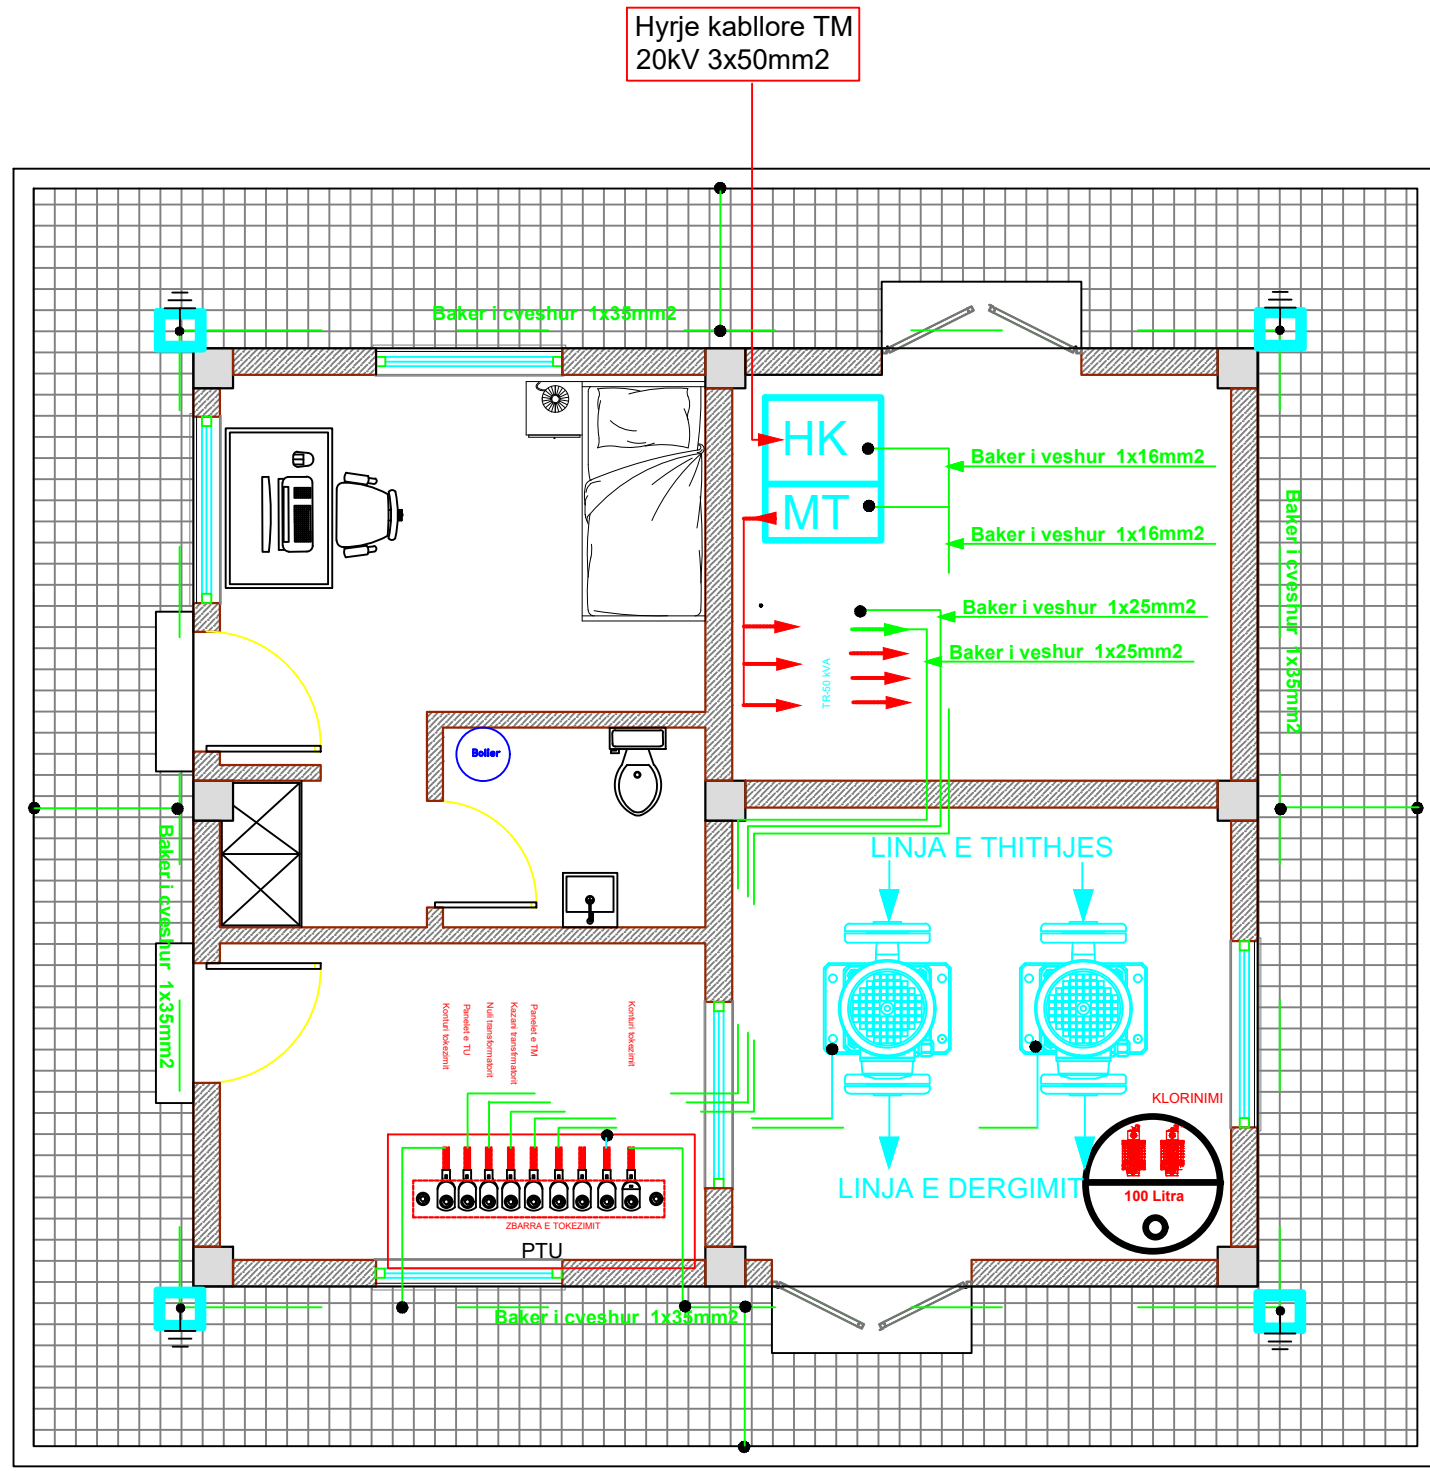 Hyrje kabllore TM
20kV 3x50mm2
Baker i cveshur 1x35mm2
HK
MT
Baker i veshur 1x16mm2
Baker i veshur 1x16mm2
Baker i veshur 1x25mm2
Baker i veshur 1x25mm2
TR-50 kVA
Baker i cveshur 1x35mm2
Boiler
Baker i cveshur 1x35mm2
LINJA E THITHJES
Konturi tokezimit
Panelet e TU
Nuli transformatorit
Kazani transfrmatorit
Panelet e TM
Konturi tokezimit
KLORINIMI
100 Litra
LINJA E DERGIMIT
ZBARRA E TOKEZIMIT
PTU
Baker i cveshur 1x35mm2